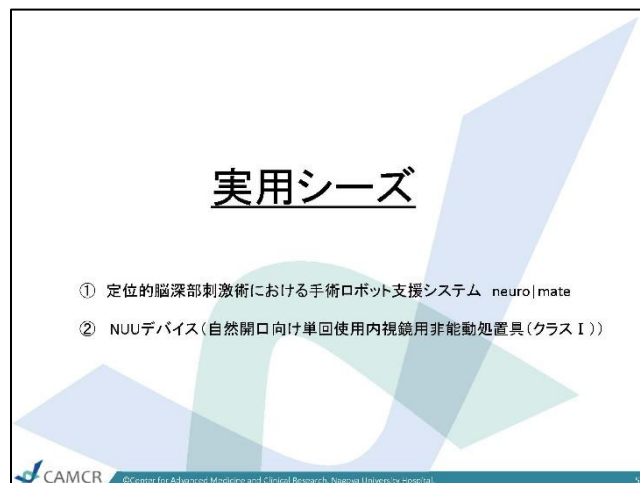 実用シーズ
① 定位的脳深部刺激術における手術ロボット支援システム neuro|mate
② NUUデバイス(自然開口向け単回使用内視鏡用非能動処置具(クラスⅠ))
CAMCR
©Center for Advanced Medicine and Clinical Research, Nagoya University Hospital.